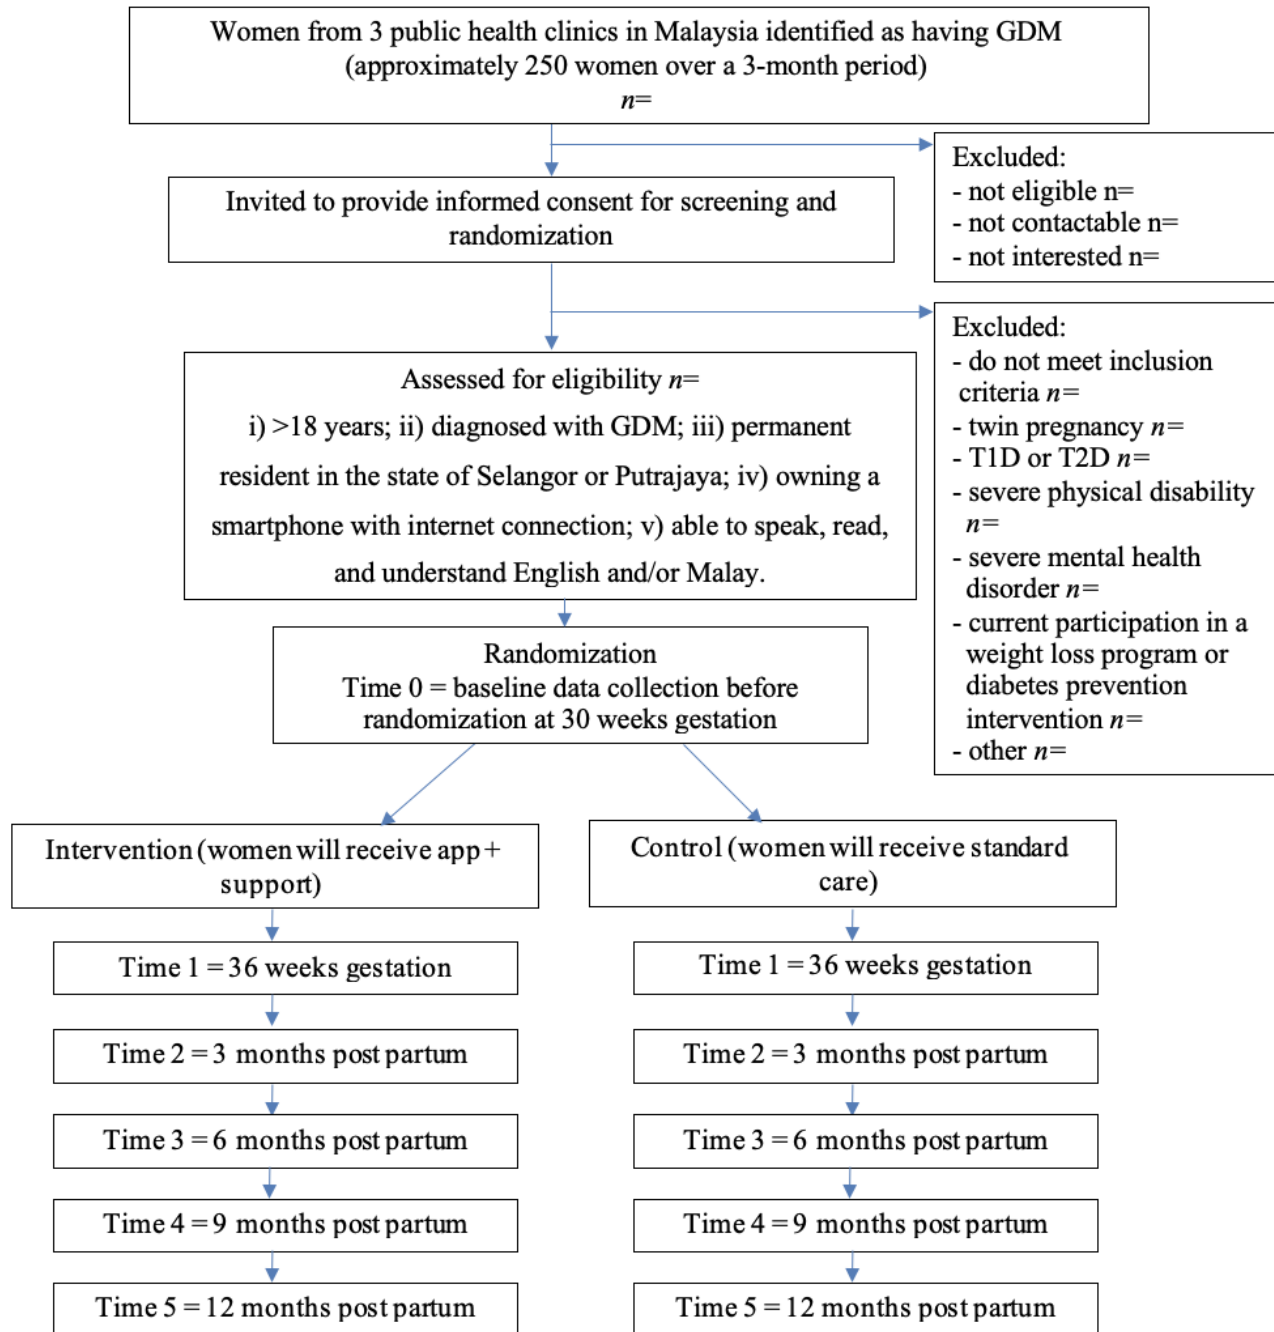 Women from 3 public health clinics in Malaysia identified as having GDM
(approximately 250 women over a 3-month period)
n=
Excluded:
- not eligible n=
- not contactable n=
- not interested n=
Invited to provide informed consent for screening and
randomization
Excluded:
- do not meet inclusion
criteria n=
- twin pregnancy n=
- T1D or T2D n=
- severe physical disability
n=
- severe mental health
disorder n=
- current participation in a
weight loss program or
diabetes prevention
intervention n=
- other n=
Assessed for eligibility n=
i) >18 years; ii) diagnosed with GDM; iii) permanent
resident in the state of Selangor or Putrajaya; iv) owning a
smartphone with internet connection; v) able to speak, read,
and understand English and/or Malay.
Randomization
Time 0 = baseline data collection before
randomization at 30 weeks gestation
Intervention (women will receive app +
support)
Control (women will receive standard
care)
Time 1 = 36 weeks gestation
Time 1 = 36 weeks gestation
Time 2 = 3 months post partum
Time 2 = 3 months post partum
Time 3 = 6 months post partum
Time 3 = 6 months post partum
Time 4 = 9 months post partum
Time 4 = 9 months post partum
Time 5 = 12 months post partum
Time 5 = 12 months post partum